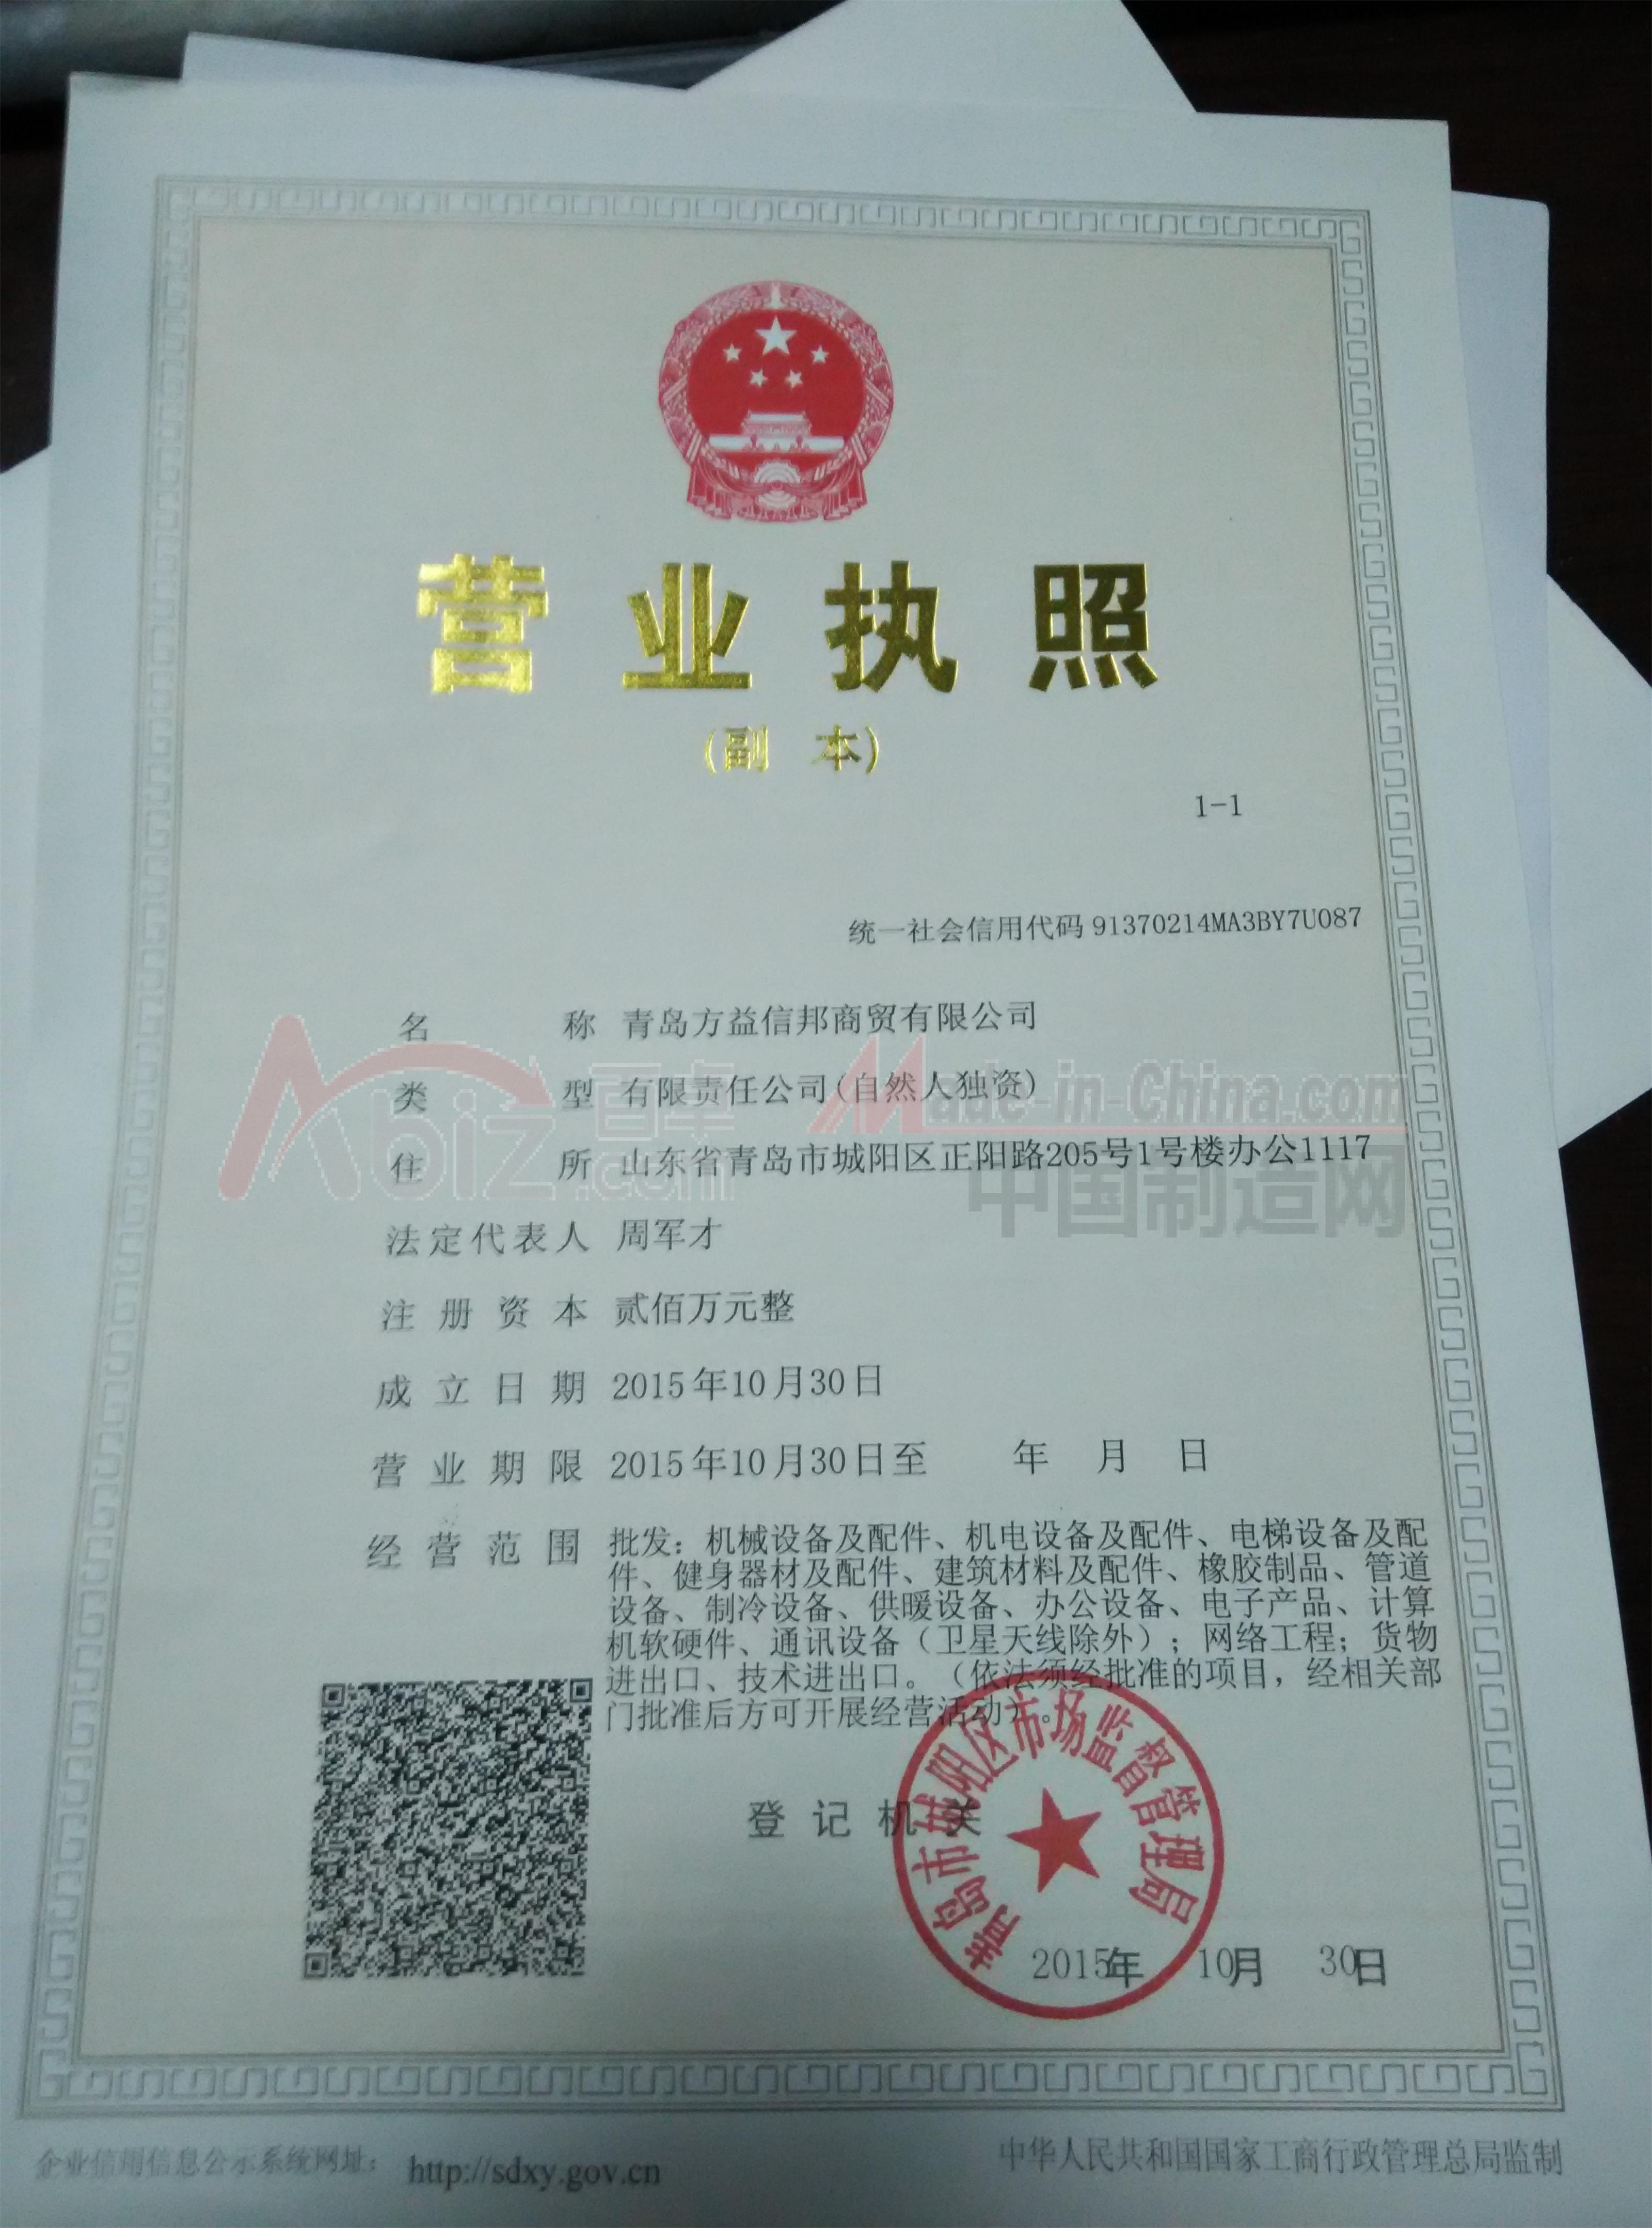 营业执照
(副 本)
1-1
统一社会信用代码 91370214MA3BY7U087
名 称 青岛方益信邦商贸有限公司
类 型 有限责任公司(自然人独资)
住 所 山东省青岛市城阳区正阳路205号1号楼办公1117
法定代表人 周军才
注册资本 贰佰万元整
成立日期 2015年10月30日
营业期限 2015年10月30日至 年 月 日
经营范围 批发：机械设备及配件、机电设备及配件、电梯设备及配
件、健身器材及配件、建筑材料及配件、橡胶制品、管道
设备、制冷设备、供暖设备、办公设备、电子产品、计算
机软硬件、通讯设备（卫星天线除外）；网络工程；货物
进出口、技术进出口。（依法须经批准的项目，经相关部
门批准后方可开展经营活动）。
登记机关
青岛市城阳区市场监督管理局
2015年 10月 30日
企业信用信息公示系统网址： http://sdxy.gov.cn
中华人民共和国国家工商行政管理总局监制
Abiz百卓
.com
Made-in-China.com
中国制造网